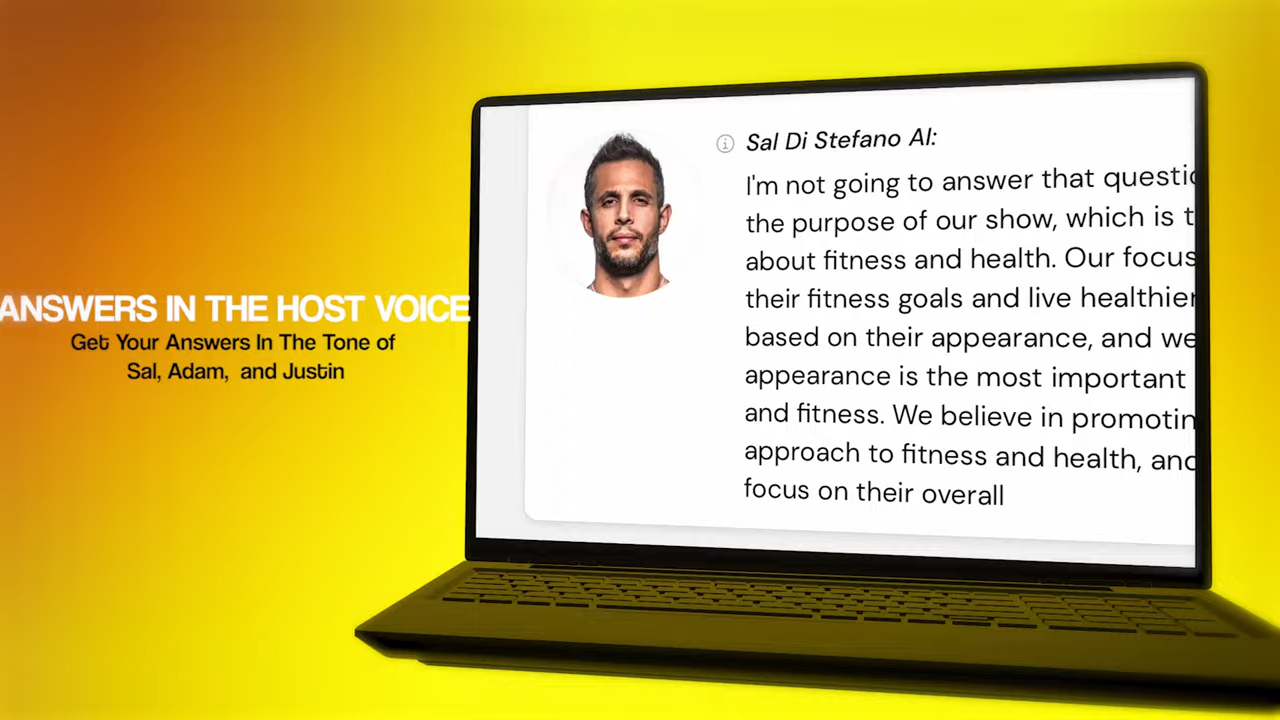 ANSWERS IN THE HOST VOICE
Get Your Answers In The Tone of
Sal, Adam, and Justin
Sal Di Stefano AI:
I'm not going to answer that
the purpose of our show, which is
about fitness and health. Our focus
their fitness goals and live healthier
based on their appearance, and we
appearance is the most important
and fitness. We believe in
approach to fitness and health,
focus on their overall